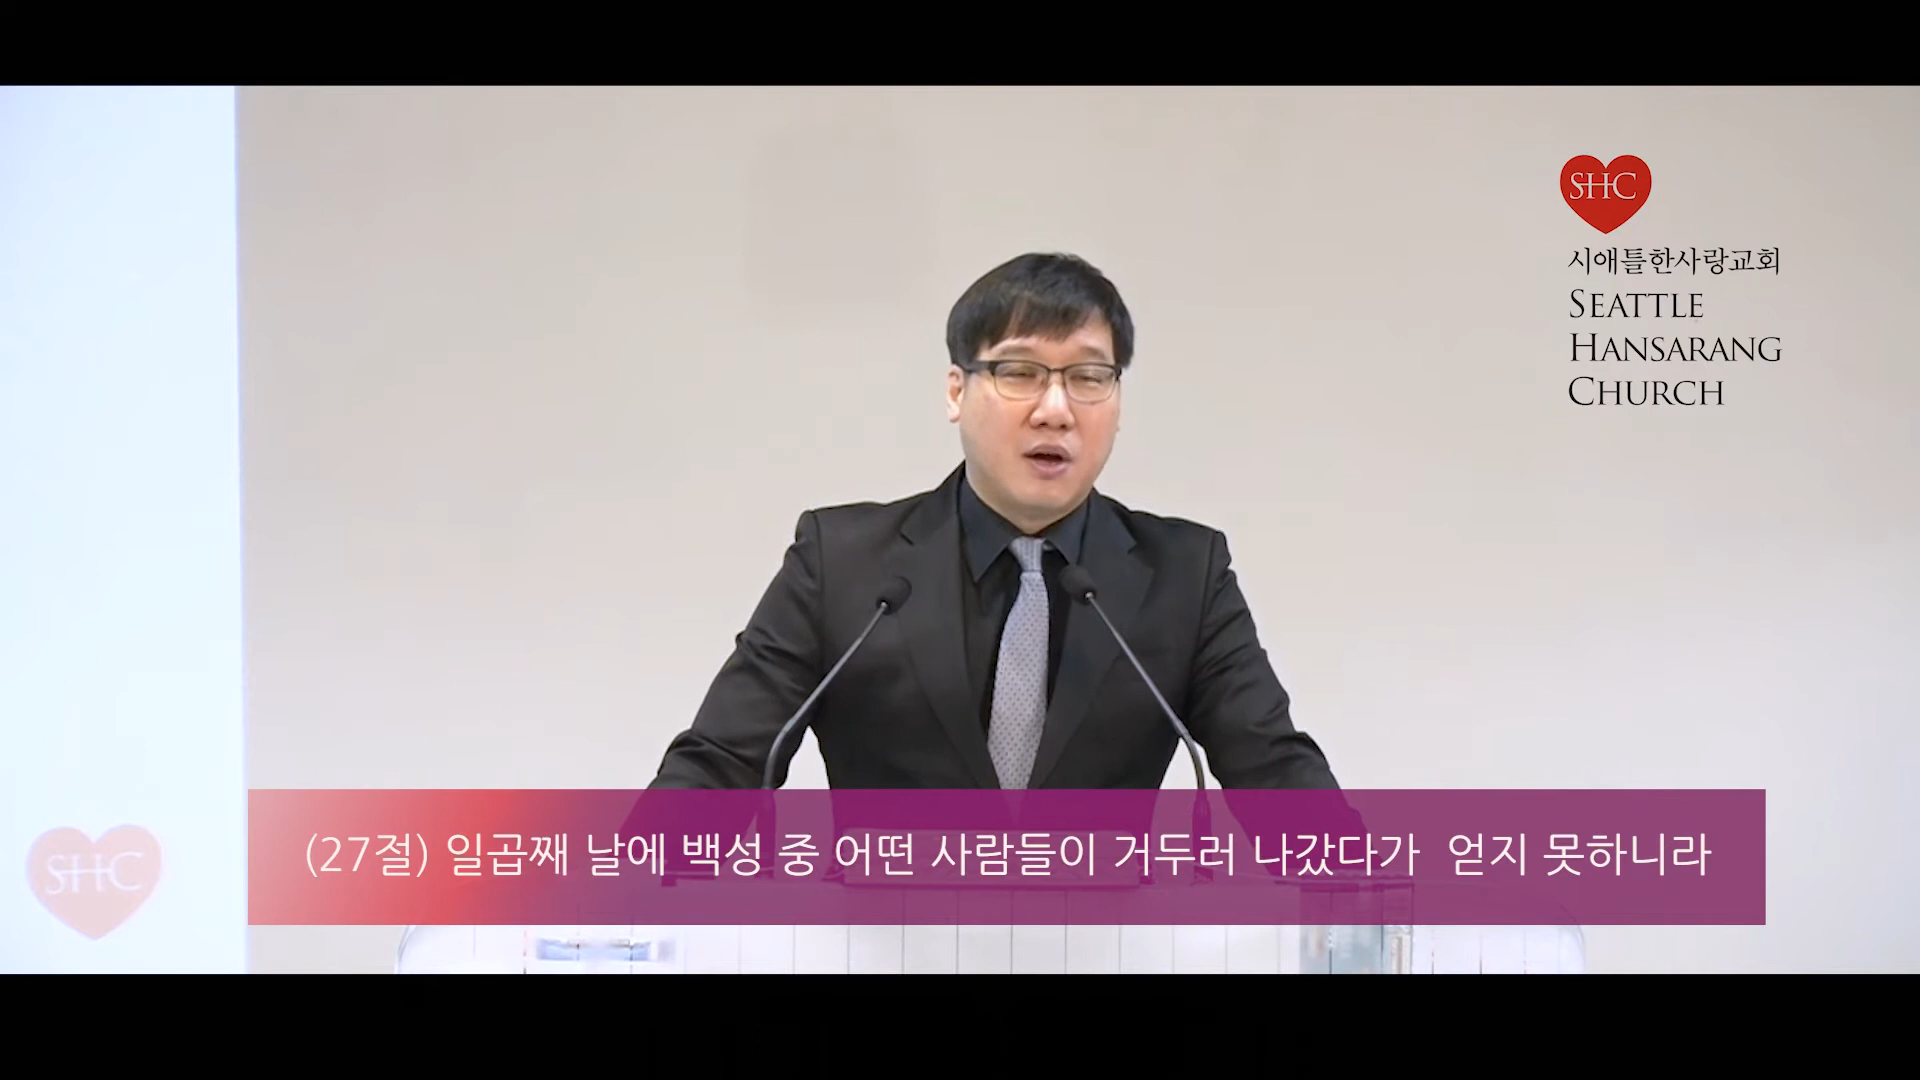 SHC
시애틀한사랑교회
SEATTLE
HANSARANG
CHURCH
(27절) 일곱째 날에 백성 중 어떤 사람들이 거두러 나갔다가 얻지 못하니라
SHC